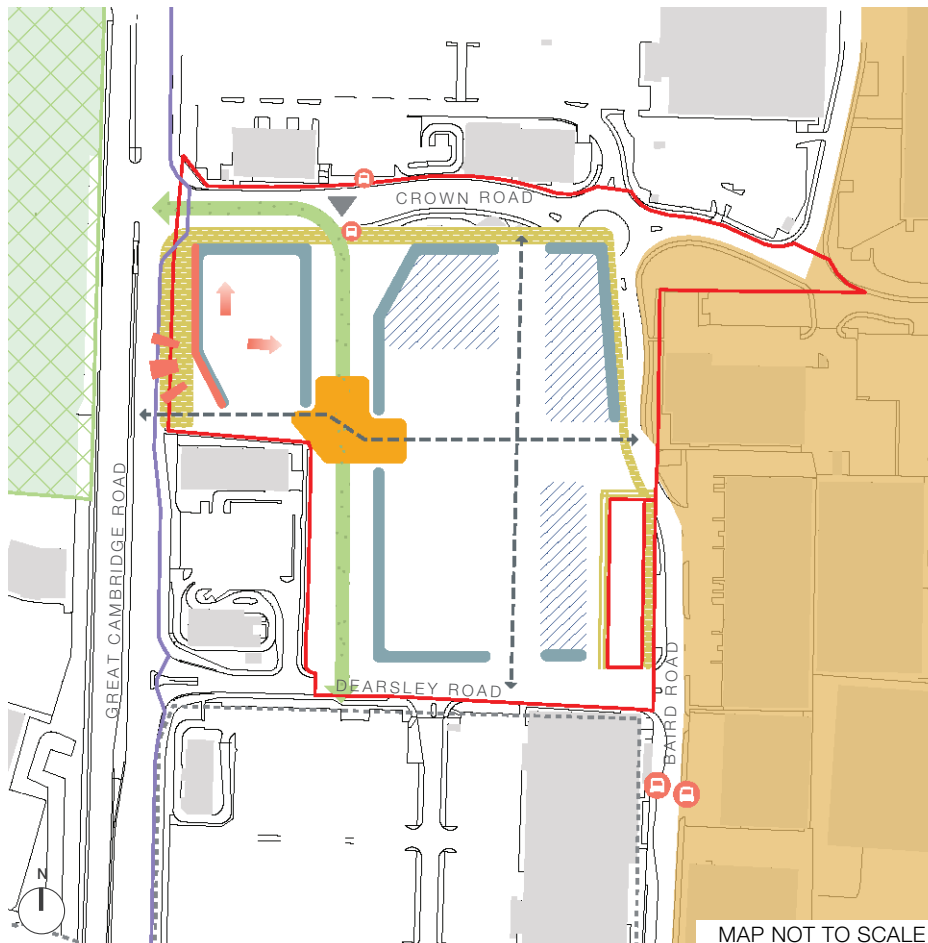 CROWN ROAD
GREAT CAMBRIDGE ROAD
DEARSLEY ROAD
BAIRD ROAD
N
MAP NOT TO SCALE